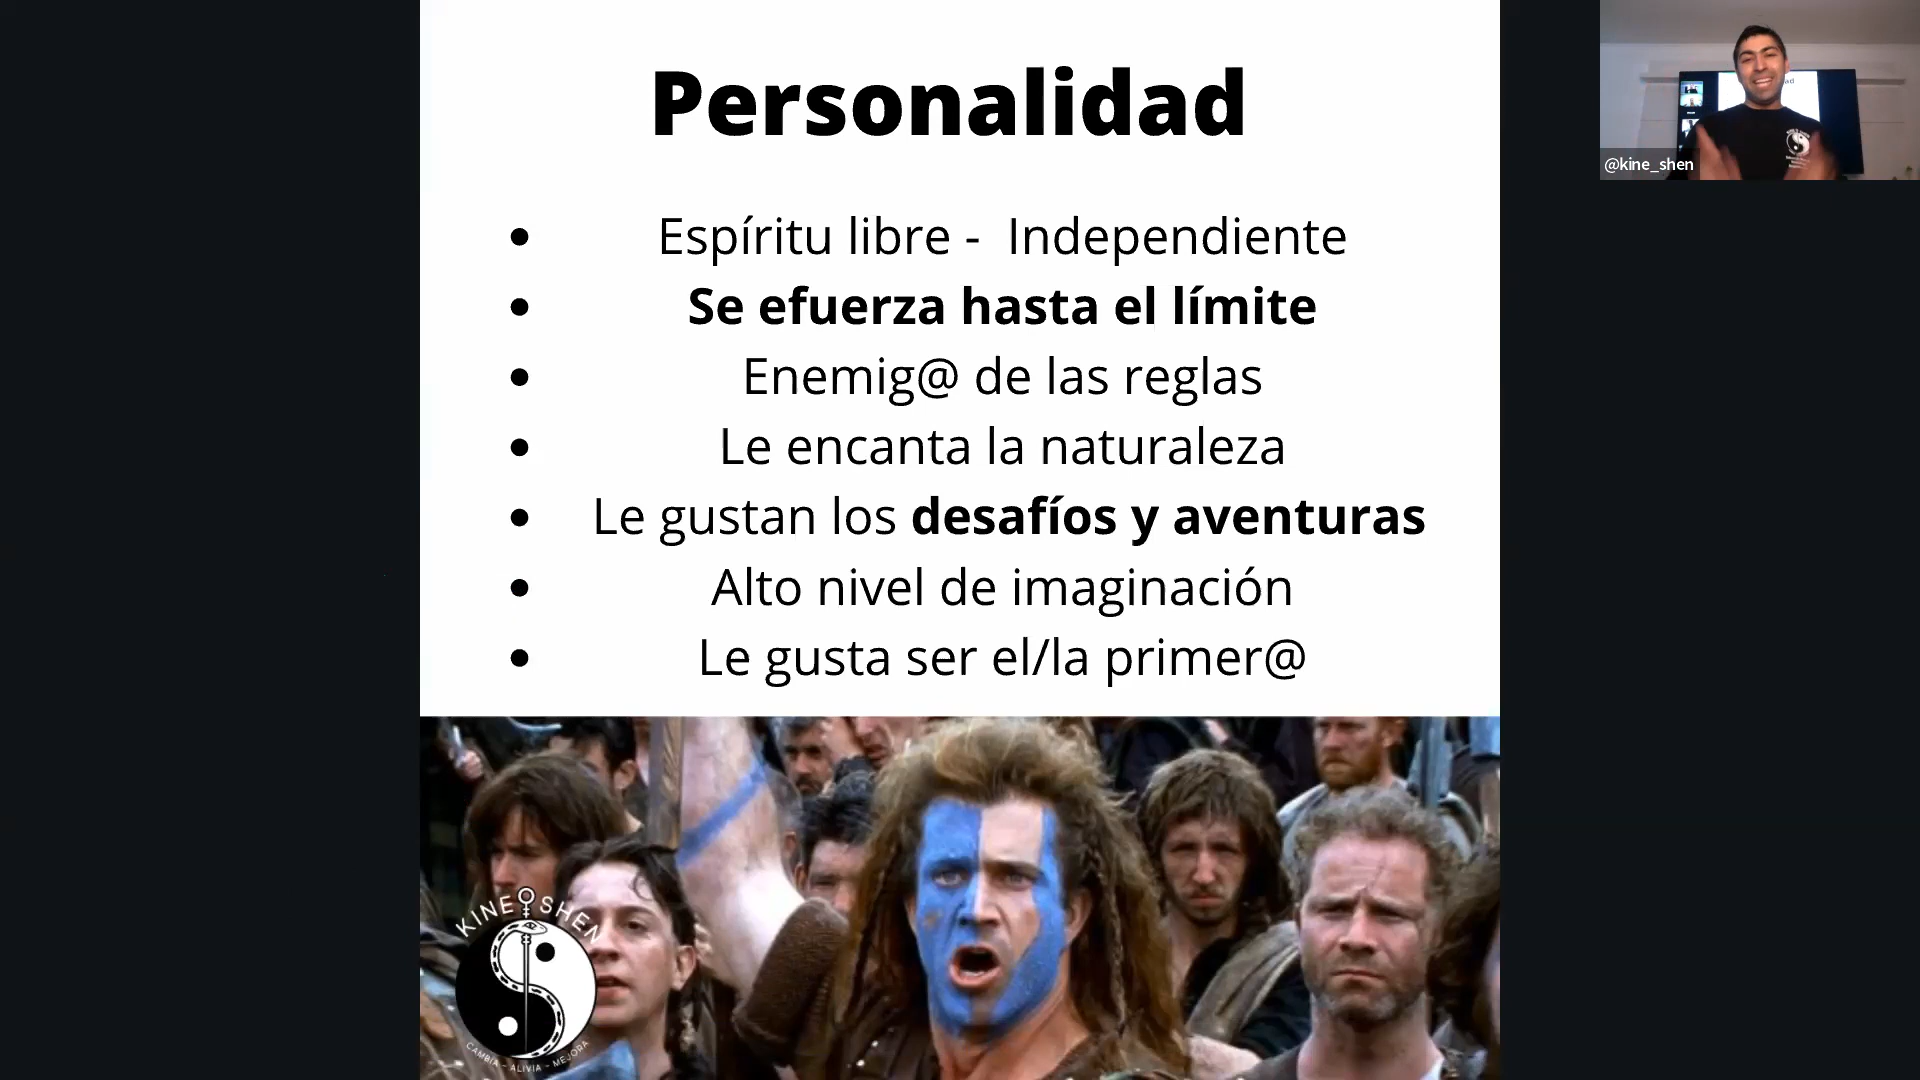 Personalidad
Espíritu libre - Independiente
Se efuerza hasta el límite
Enemig@ de las reglas
Le encanta la naturaleza
Le gustan los desafíos y aventuras
Alto nivel de imaginación
Le gusta ser el/la primer@
@kine_shen
KINE SHEN
CAMBIA - ALIVIA - MEJORA